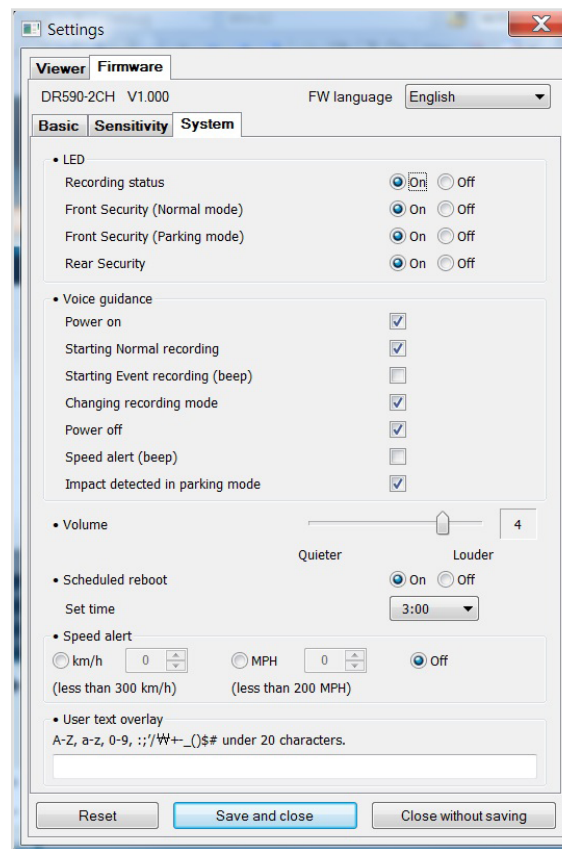 Settings
Viewer Firmware
DR590-2CH V1.000 FW language English
Basic Sensitivity System
• LED
Recording status On Off
Front Security (Normal mode) On Off
Front Security (Parking mode) On Off
Rear Security On Off
• Voice guidance
Power on
Starting Normal recording
Starting Event recording (beep)
Changing recording mode
Power off
Speed alert (beep)
Impact detected in parking mode
• Volume 4
Quieter Louder
• Scheduled reboot On Off
Set time 3:00
• Speed alert
km/h 0 MPH 0 Off
(less than 300 km/h) (less than 200 MPH)
• User text overlay
A-Z, a-z, 0-9, :;'/₩+-_()$# under 20 characters.
Reset Save and close Close without saving